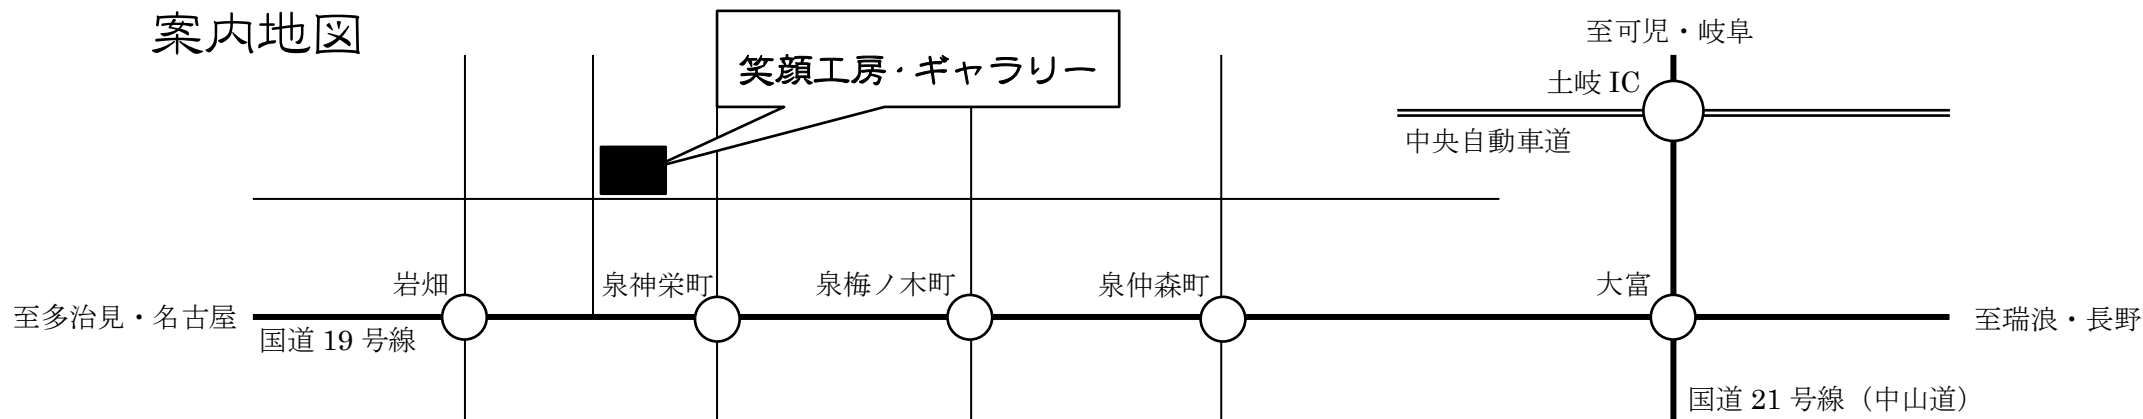 案内地図
笑顔工房・ギャラリー
至可児・岐阜
土岐 IC
中央自動車道
岩畑
泉神栄町
泉梅ノ木町
泉仲森町
大富
至多治見・名古屋
国道 19 号線
至瑞浪・長野
国道 21 号線（中山道）